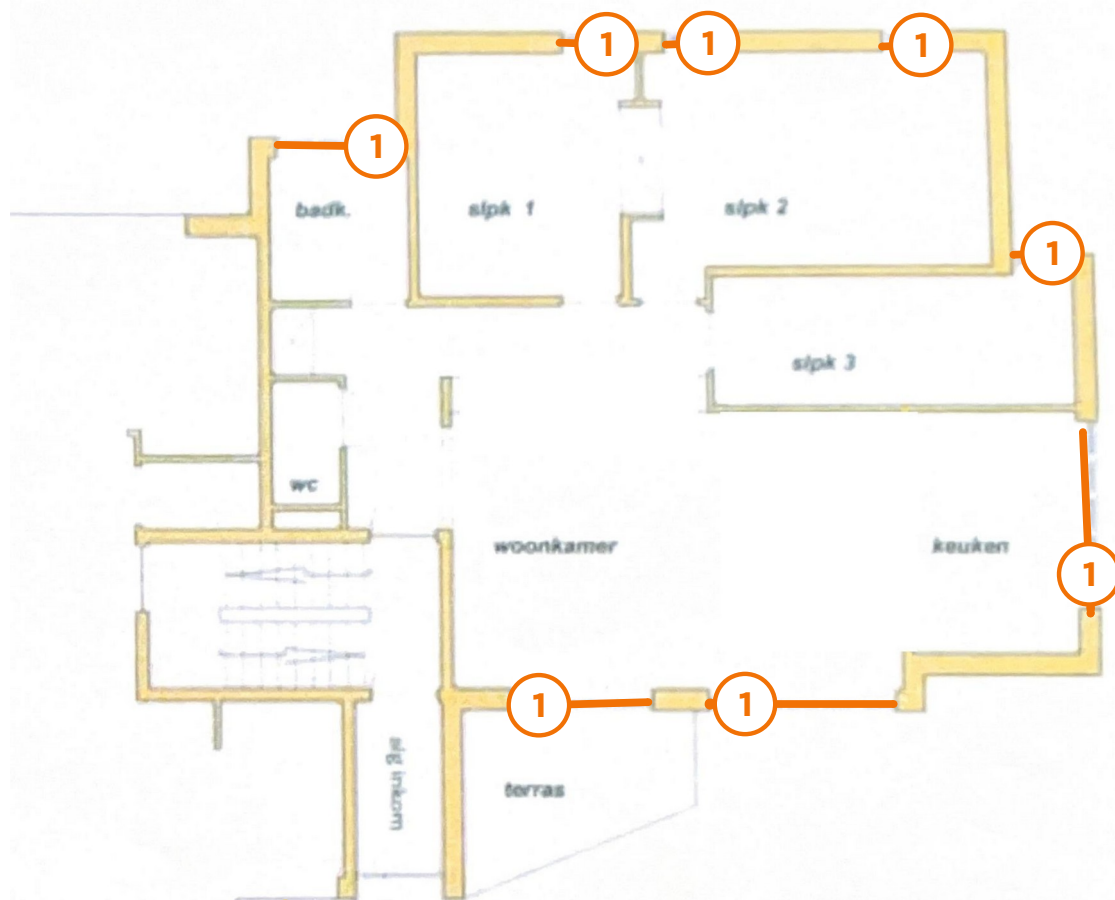 1 1 1
1
badk. slpk 1 slpk 2
1
slpk 3
wc
woonkamer keuken
1
1 1
slg inkom
terras